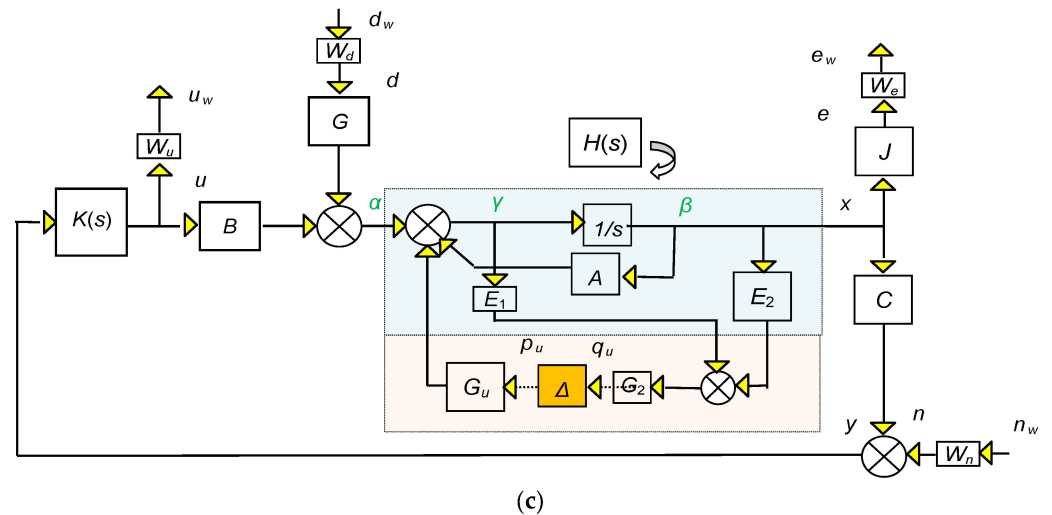 d_w
W_d
d
G
u_w
W_u
u
K(s)
B
H(s)
e_w
W_e
e
J
α
γ
β
x
1/s
A
E_1
E_2
C
p_u
q_u
G_u
Δ
G_2
y
n
n_w
W_n
(c)